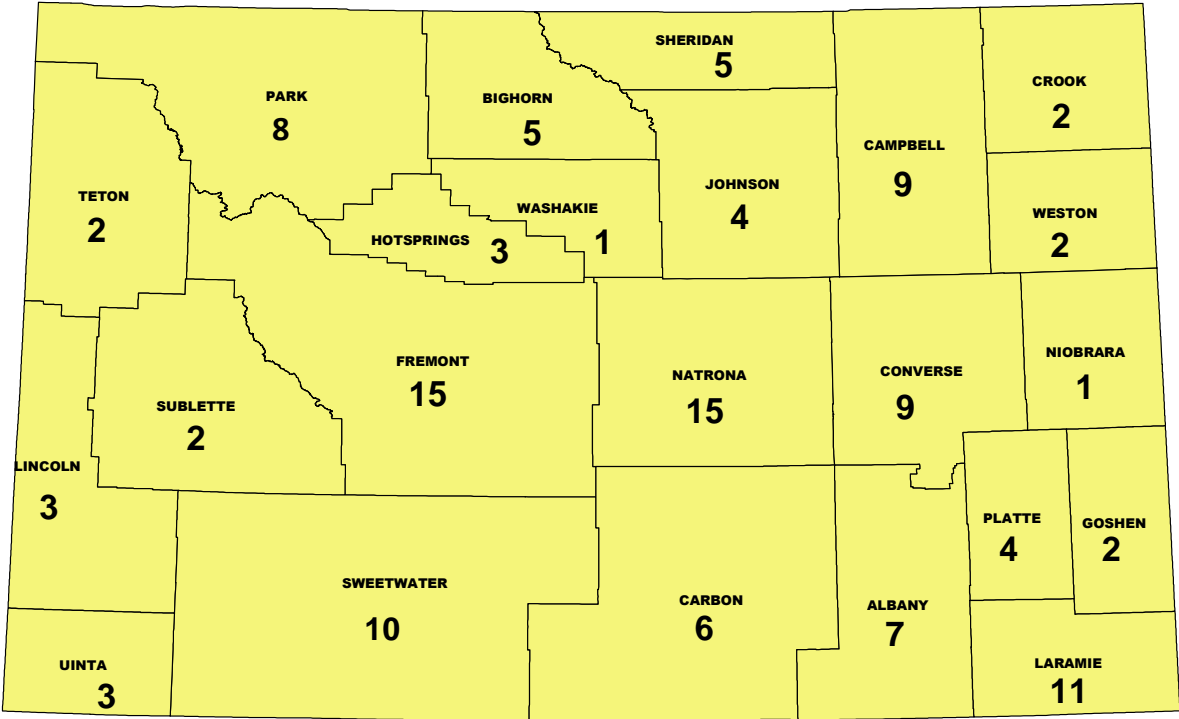 SHERIDAN
5
CROOK
2
PARK
8
BIGHORN
5
CAMPBELL
9
JOHNSON
4
TETON
2
WASHAKIE
1
WESTON
2
HOTSPRINGS 3
FREMONT
15
NATRONA
15
CONVERSE
9
NIOBRARA
1
SUBLETTE
2
LINCOLN
3
PLATTE
4
GOSHEN
2
SWEETWATER
10
CARBON
6
ALBANY
7
UINTA
3
LARAMIE
11